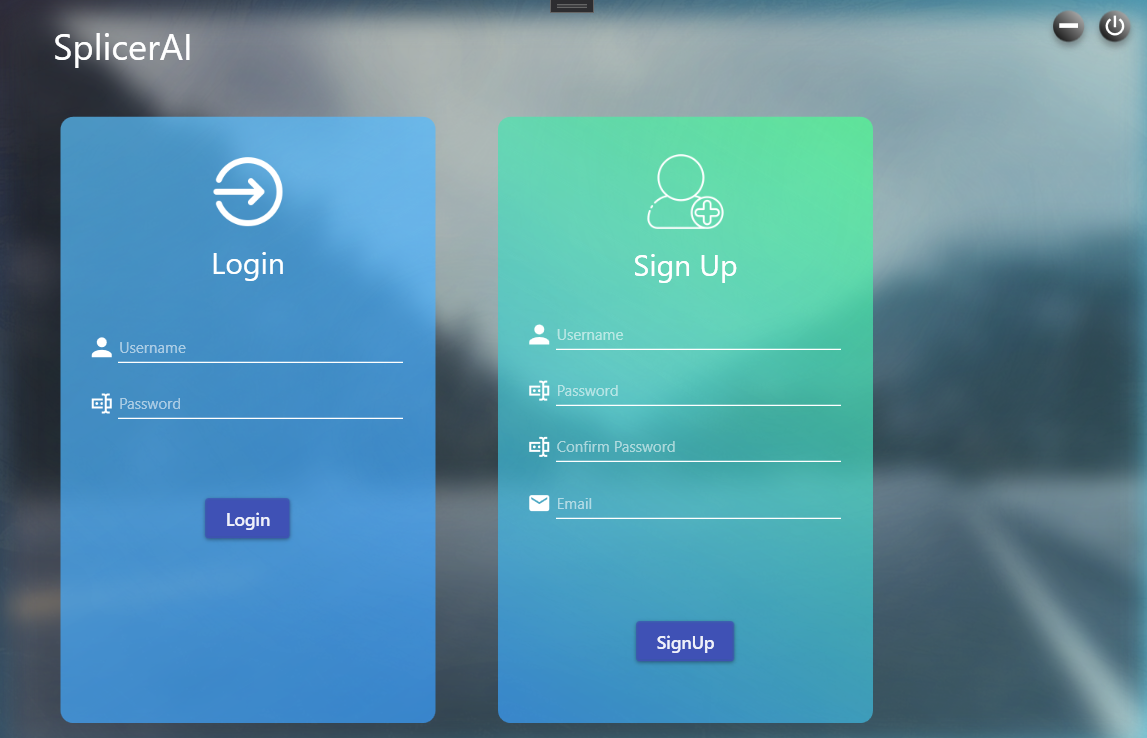 SplicerAI
Login
Username
Password
Login
Sign Up
Username
Password
Confirm Password
Email
SignUp